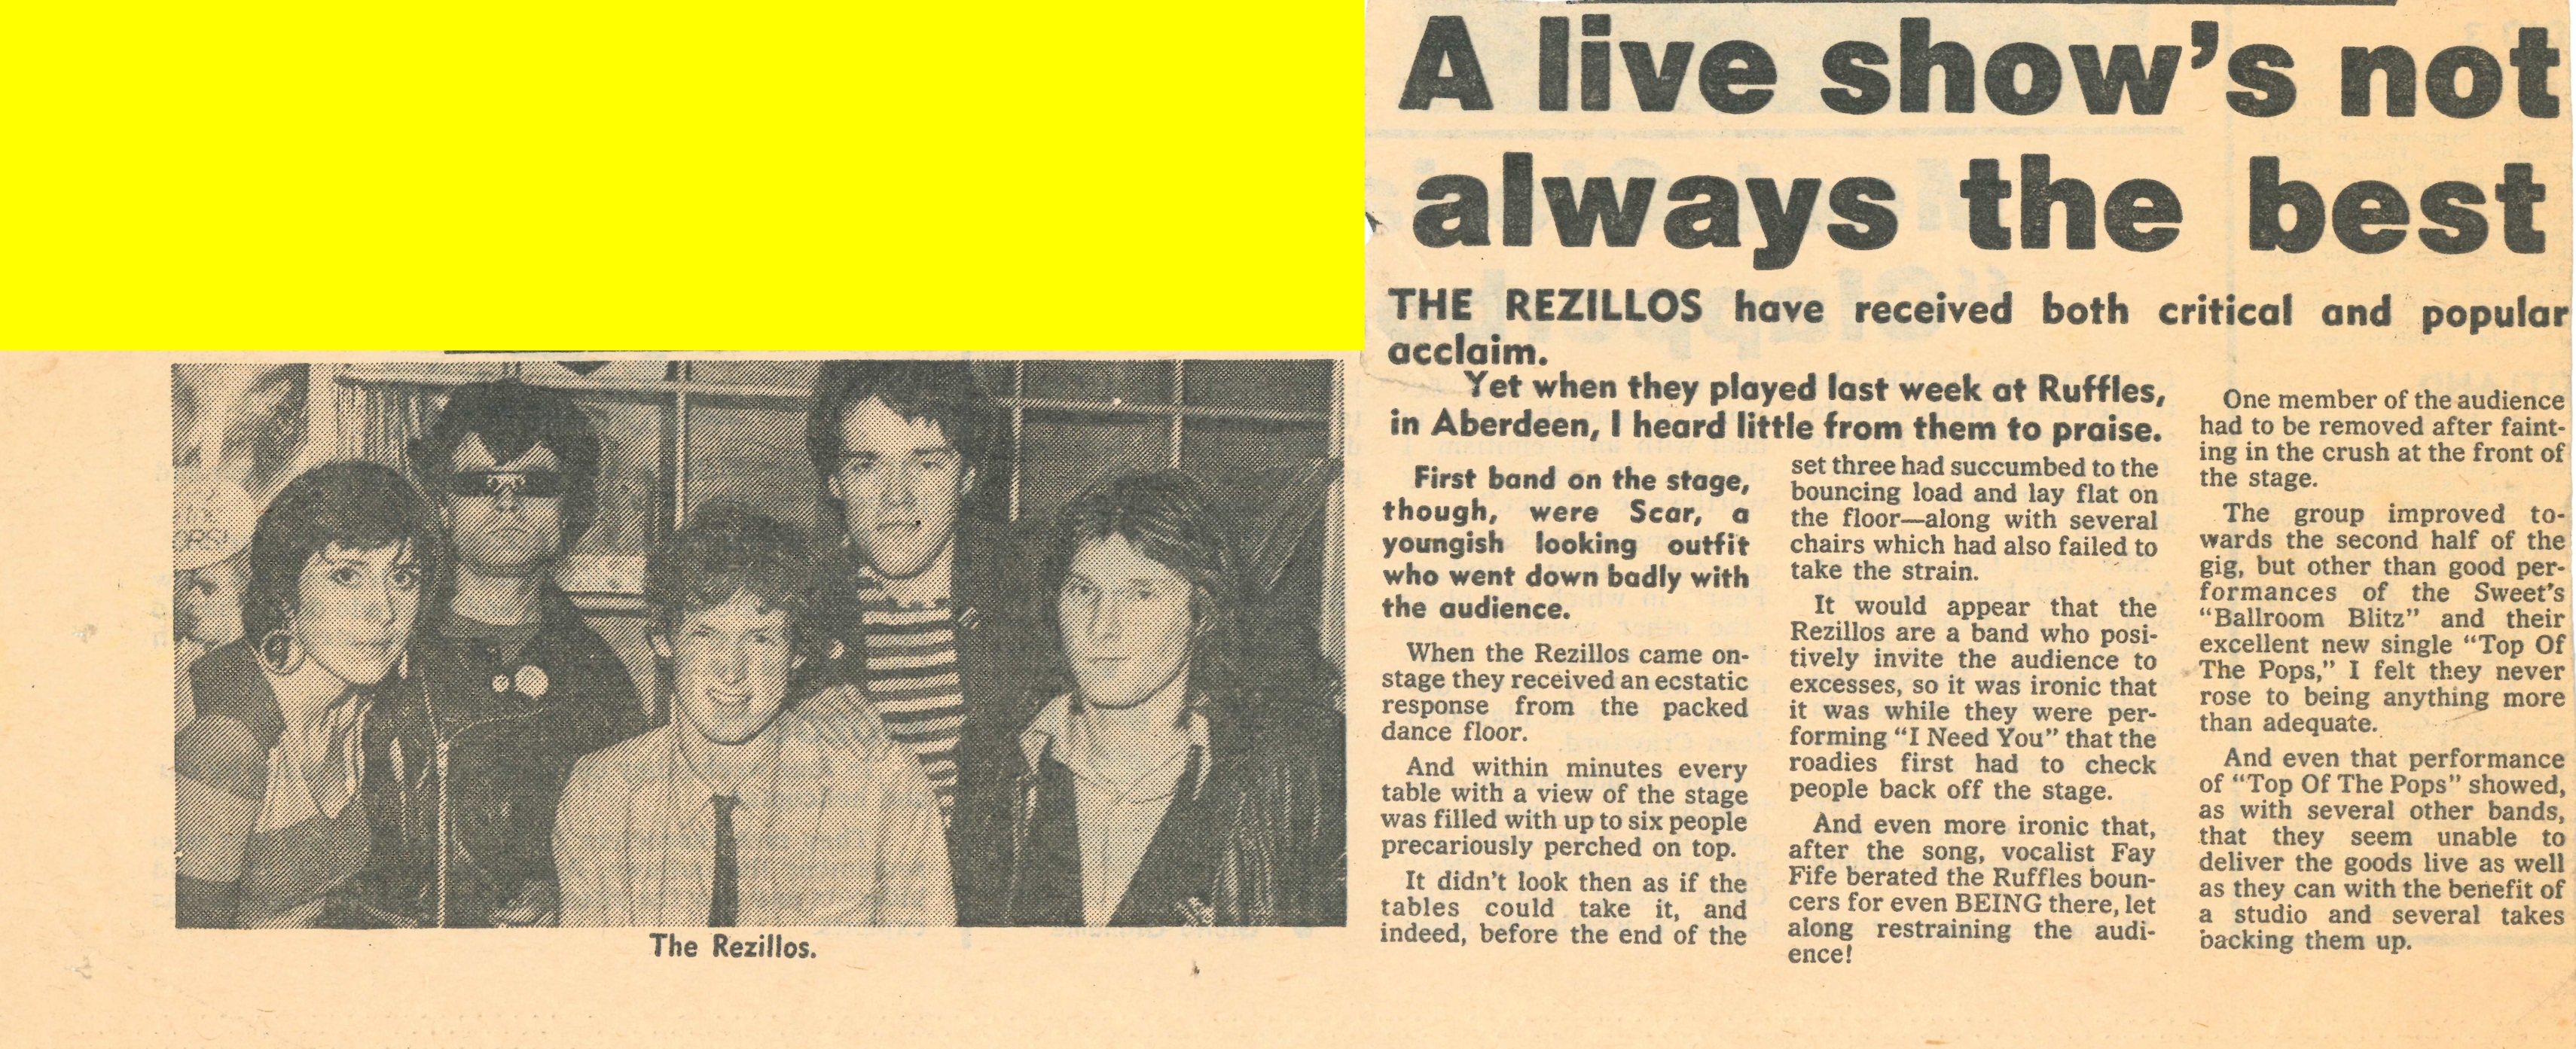 A live show's not
always the best
THE REZILLOS have received both critical and popular
acclaim.
Yet when they played last week at Ruffles,
in Aberdeen, I heard little from them to praise.
First band on the stage,
though, were Scar, a
youngish looking outfit
who went down badly with
the audience.
When the Rezillos came on-
stage they received an ecstatic
response from the packed
dance floor.
And within minutes every
table with a view of the stage
was filled with up to six people
precariously perched on top.
It didn't look then as if the
tables could take it, and
indeed, before the end of the
set three had succumbed to the
bouncing load and lay flat on
the floor—along with several
chairs which had also failed to
take the strain.
It would appear that the
Rezillos are a band who posi-
tively invite the audience to
excesses, so it was ironic that
it was while they were per-
forming “I Need You” that the
roadies first had to check
people back off the stage.
And even more ironic that,
after the song, vocalist Fay
Fife berated the Ruffles boun-
cers for even BEING there, let
along restraining the audi-
ence!
One member of the audience
had to be removed after faint-
ing in the crush at the front of
the stage.
The group improved to-
wards the second half of the
gig, but other than good per-
formances of the Sweet's
“Ballroom Blitz” and their
excellent new single “Top Of
The Pops,” I felt they never
rose to being anything more
than adequate.
And even that performance
of “Top Of The Pops” showed,
as with several other bands,
that they seem unable to
deliver the goods live as well
as they can with the benefit of
a studio and several takes
backing them up.
The Rezillos.